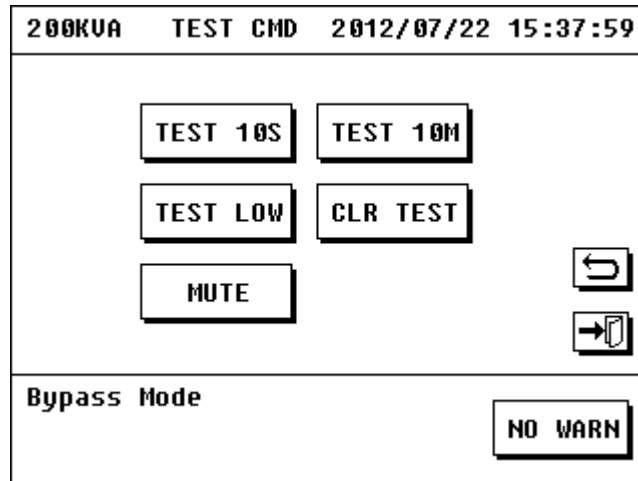 200KVA TEST CMD 2012/07/22 15:37:59
TEST 10S TEST 10M
TEST LOW CLR TEST
MUTE
Bypass Mode
NO WARN